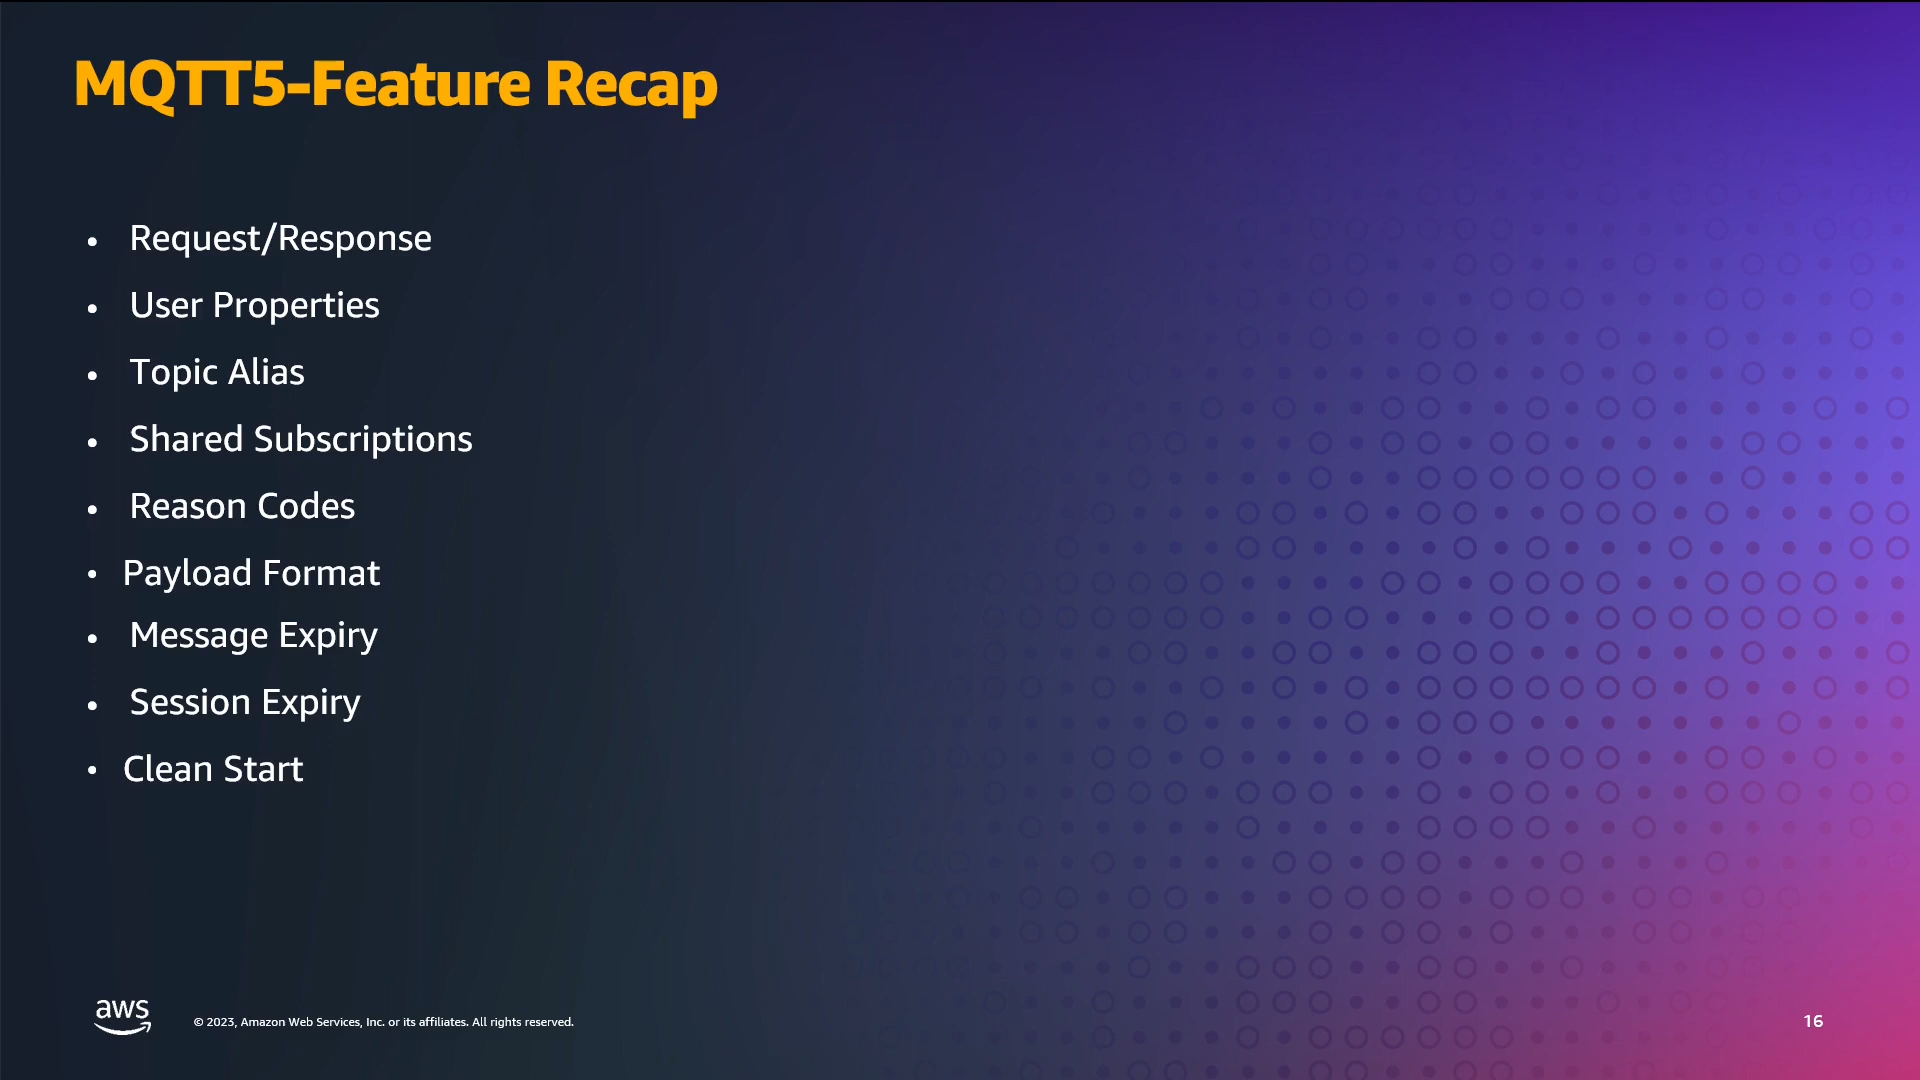 MQTT5-Feature Recap
• Request/Response
• User Properties
• Topic Alias
• Shared Subscriptions
• Reason Codes
• Payload Format
• Message Expiry
• Session Expiry
• Clean Start
aws
© 2023, Amazon Web Services, Inc. or its affiliates. All rights reserved.
16